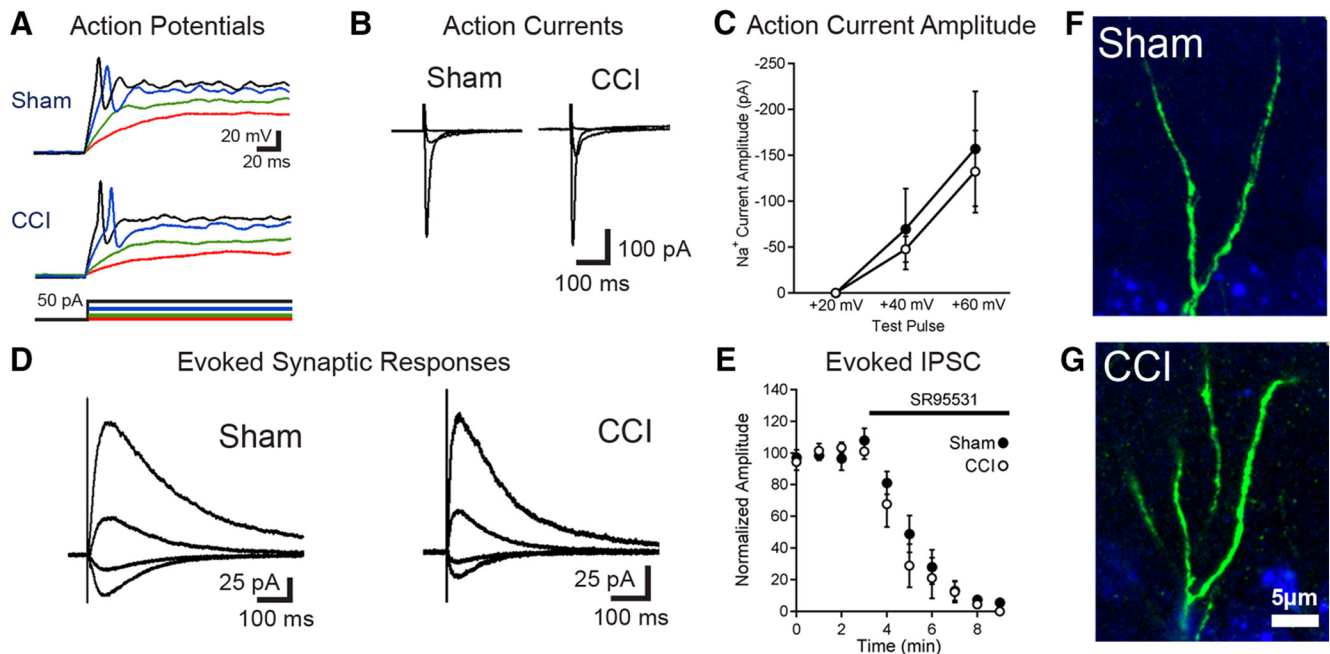 A Action Potentials
Sham
20 mV
20 ms
CCI
50 pA
B Action Currents
Sham CCI
100 pA
100 ms
C Action Current Amplitude
Na+ Current Amplitude (pA)
-250
-200
-150
-100
-50
0
+20 mV +40 mV +60 mV
Test Pulse
D Evoked Synaptic Responses
Sham
25 pA
100 ms
CCI
25 pA
100 ms
E Evoked IPSC
Normalized Amplitude
140
120
100
80
60
40
20
0
SR95531
Sham
CCI
0 2 4 6 8
Time (min)
F Sham
G CCI
5µm